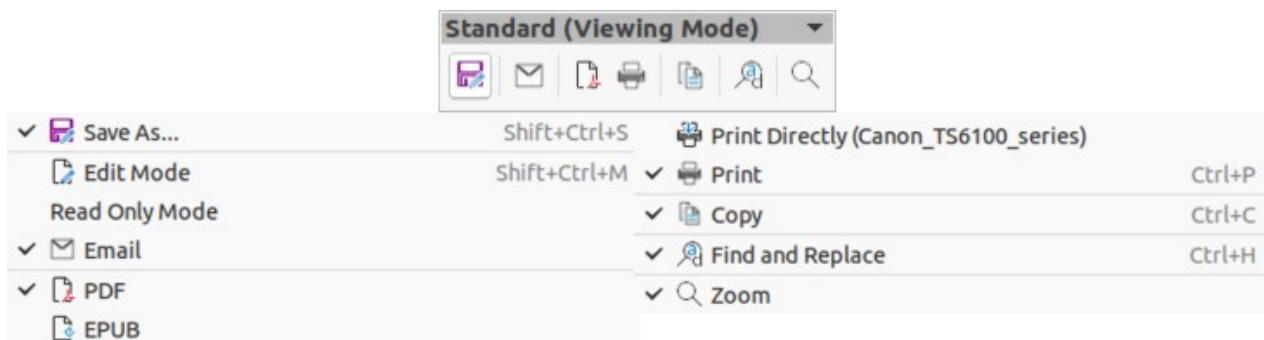 Standard (Viewing Mode)
Save As... Shift+Ctrl+S
Edit Mode Shift+Ctrl+M
Read Only Mode
Email
PDF
EPUB
Print Directly (Canon_TS6100_series)
Print Ctrl+P
Copy Ctrl+C
Find and Replace Ctrl+H
Zoom